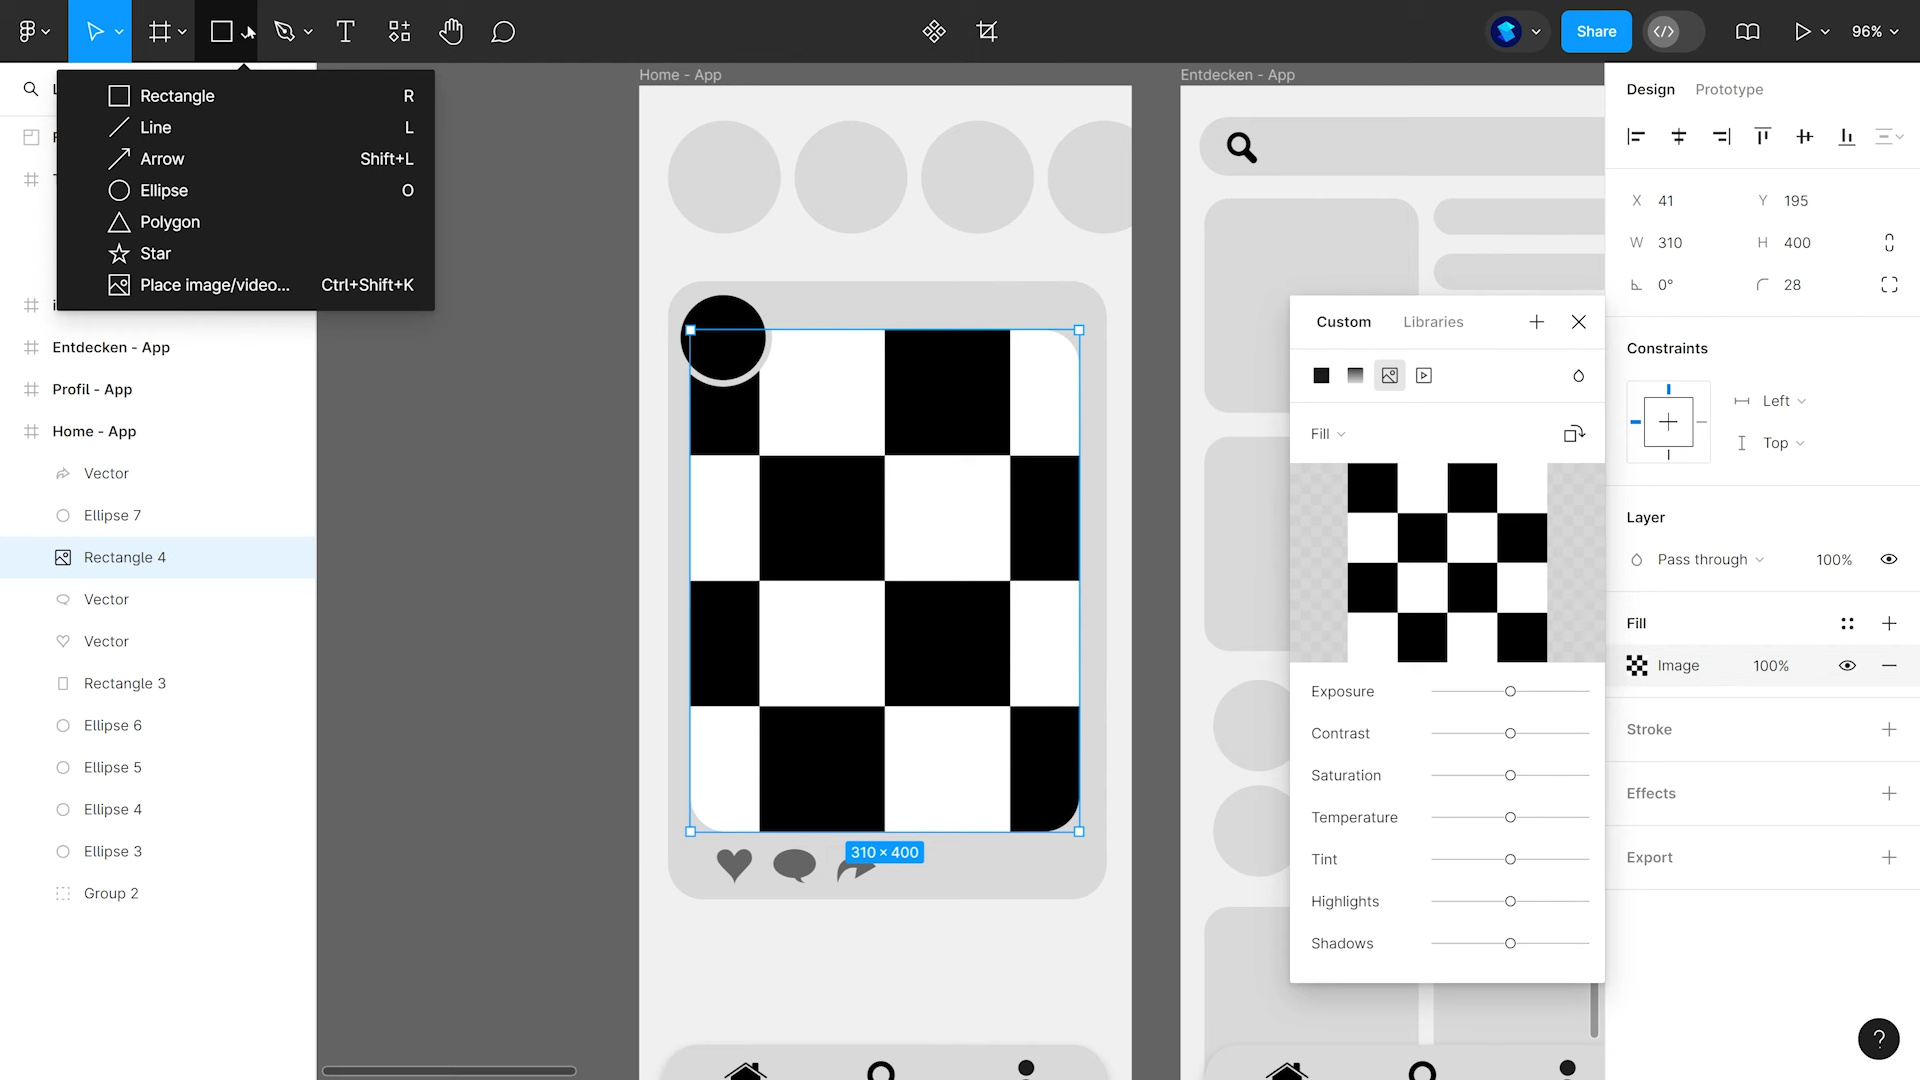 Share
96%
Rectangle R
Line L
Arrow Shift+L
Ellipse O
Polygon
Star
Place image/video... Ctrl+Shift+K
Entdecken - App
Profil - App
Home - App
Vector
Ellipse 7
Rectangle 4
Vector
Vector
Rectangle 3
Ellipse 6
Ellipse 5
Ellipse 4
Ellipse 3
Group 2
Home - App
Entdecken - App
310 × 400
Custom Libraries
Fill
Exposure
Contrast
Saturation
Temperature
Tint
Highlights
Shadows
Design Prototype
X 41 Y 195
W 310 H 400
0° 28
Constraints
Left
Top
Layer
Pass through 100%
Fill
Image 100%
Stroke
Effects
Export
?